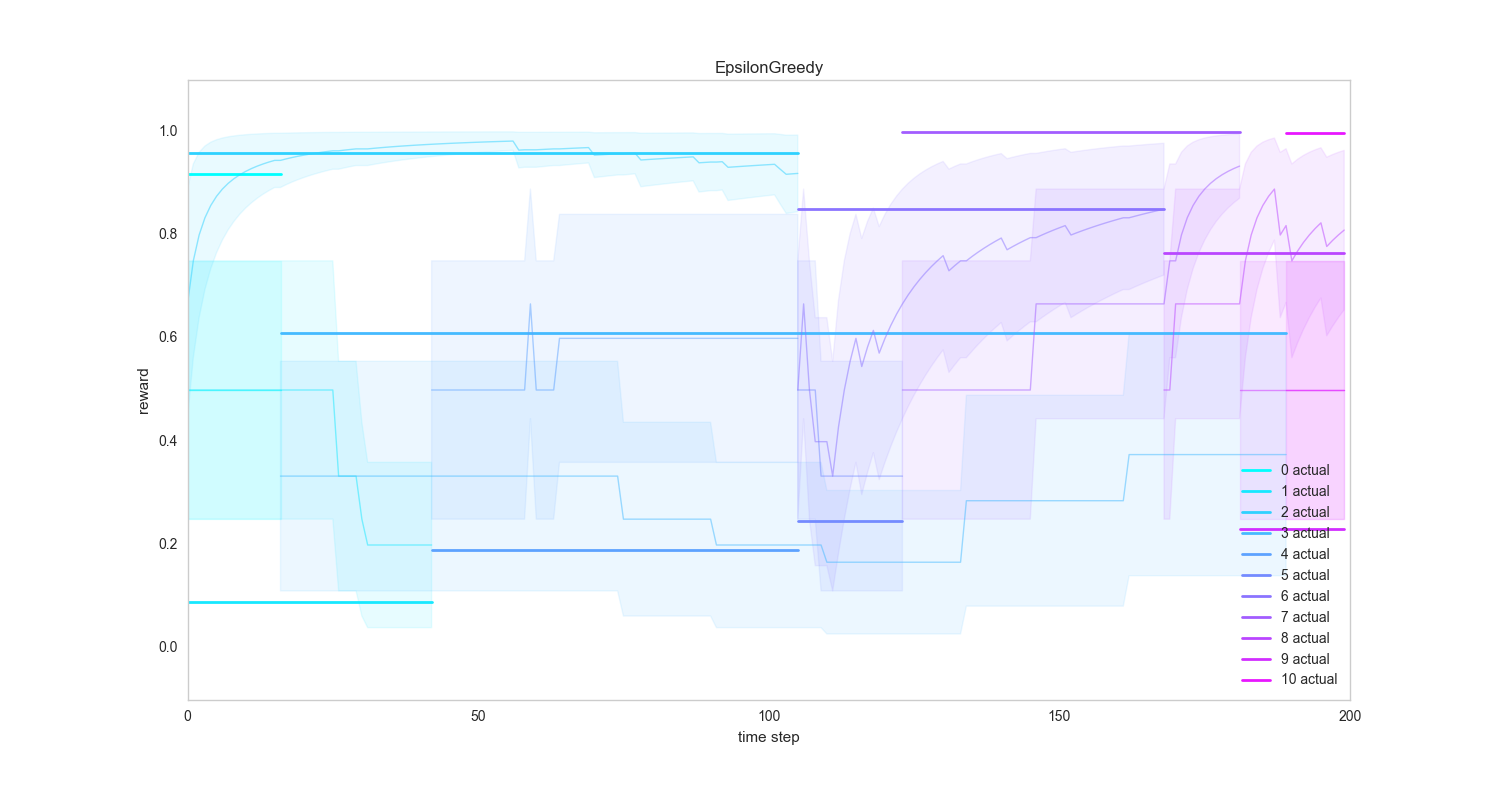 EpsilonGreedy
1.0
0.8
0.6
0.4
0.2
0.0
reward
0 actual
1 actual
2 actual
3 actual
4 actual
5 actual
6 actual
7 actual
8 actual
9 actual
10 actual
0
50
100
150
200
time step